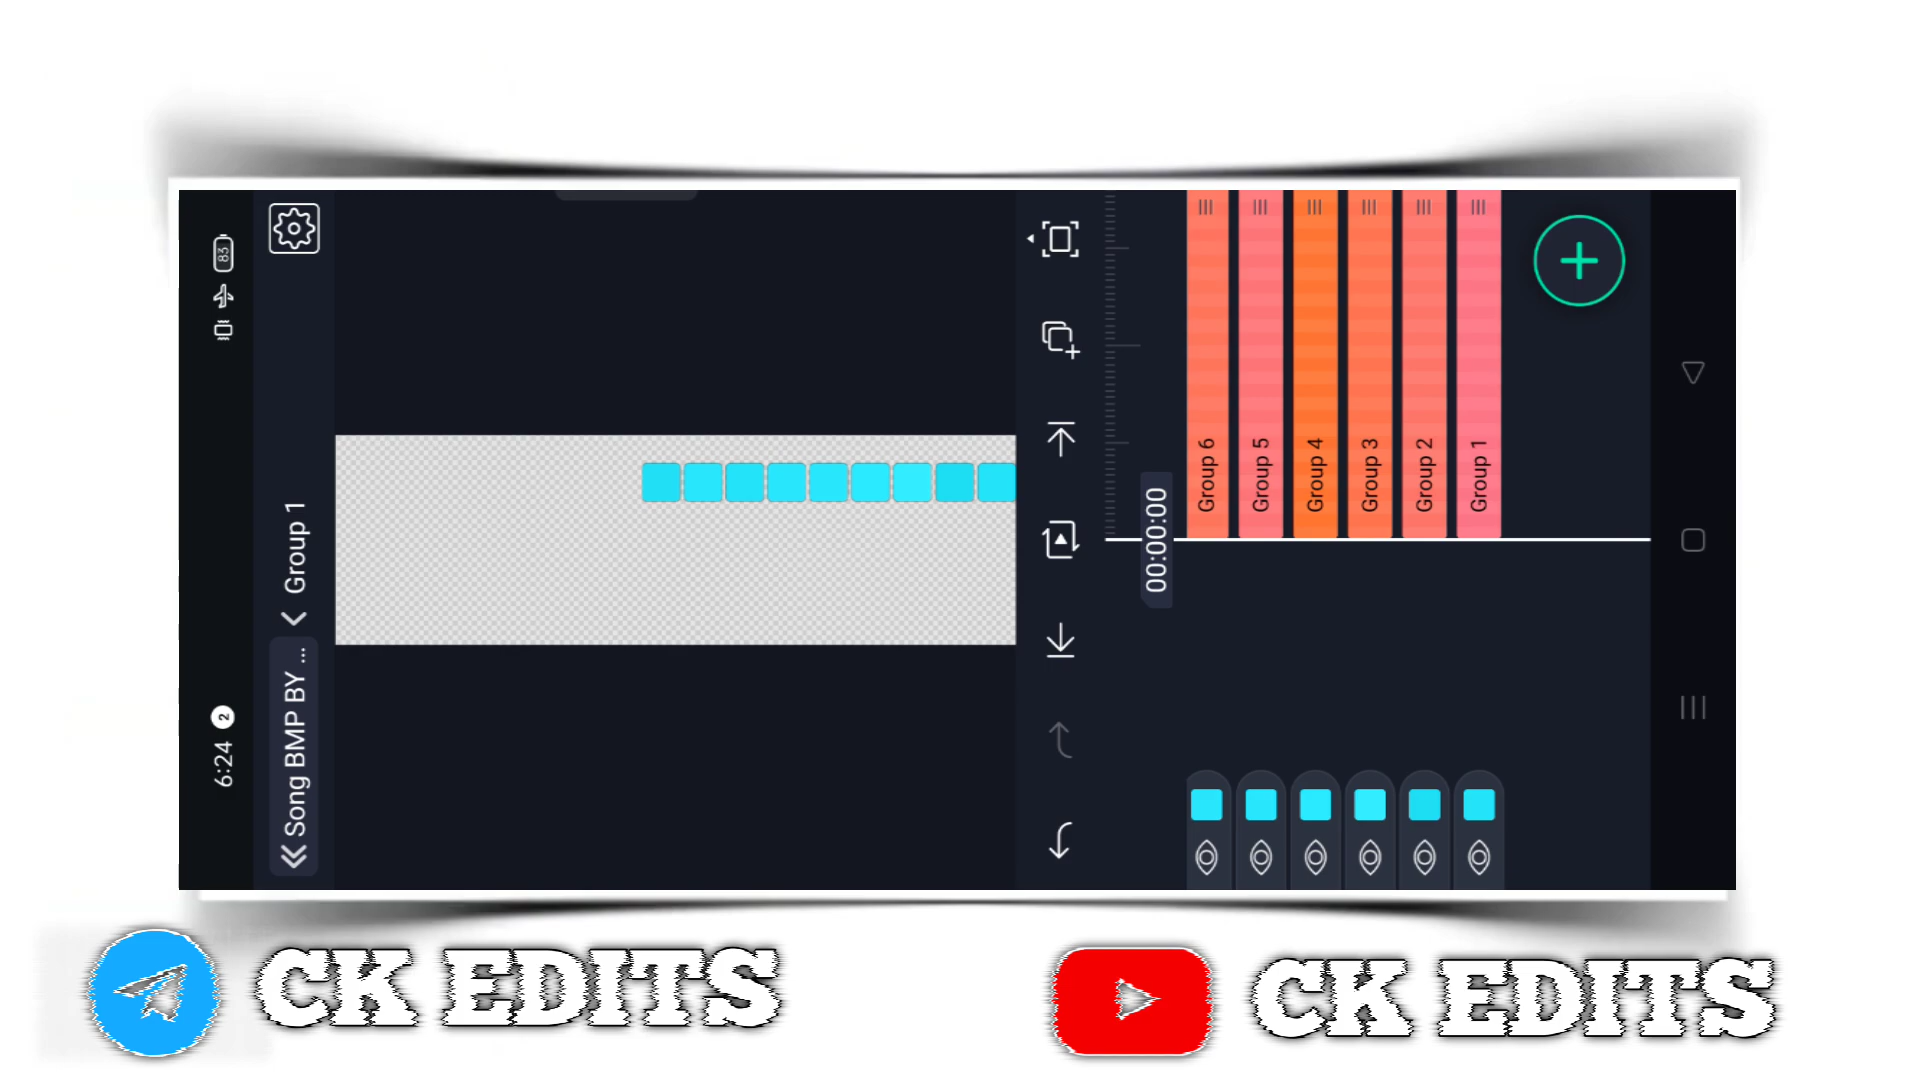 6:24 2
83
Song BMP BY ...
Group 1
00:00:00
Group 6
Group 5
Group 4
Group 3
Group 2
Group 1
CK EDITS
CK EDITS